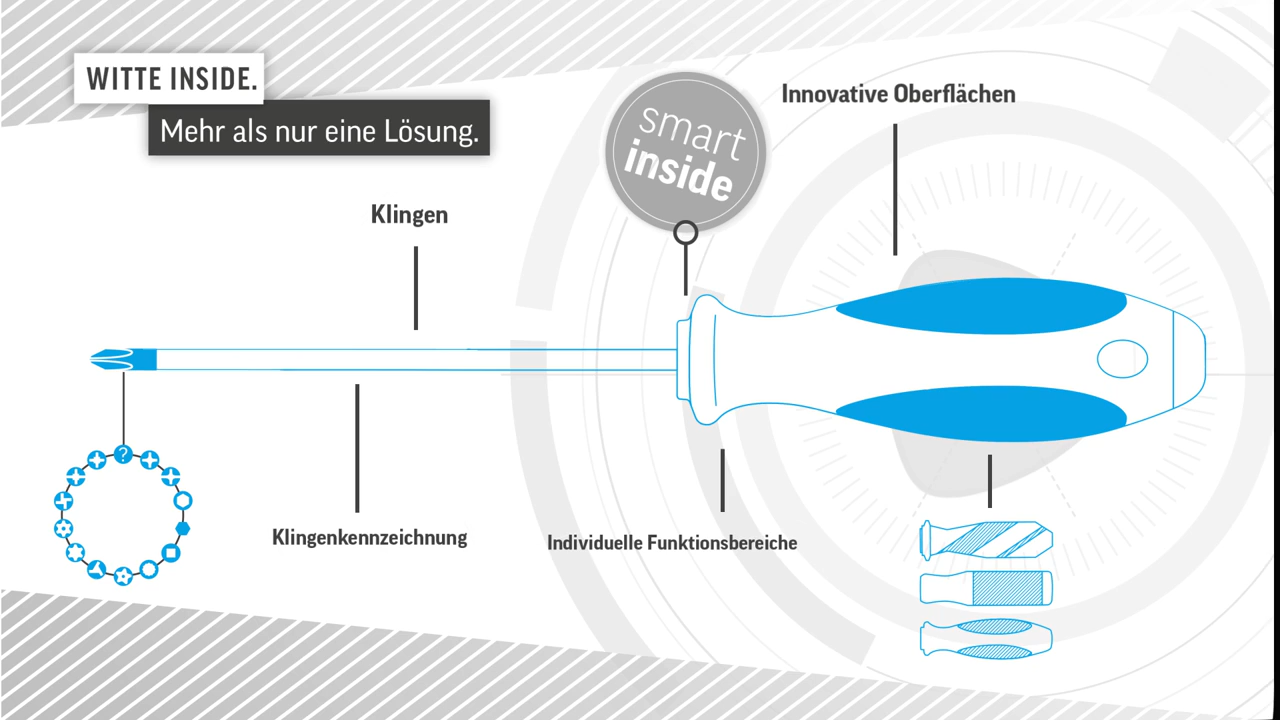 WITTE INSIDE.
Mehr als nur eine Lösung.
smart
inside
Innovative Oberflächen
Klingen
?
Klingenkennzeichnung
Individuelle Funktionsbereiche